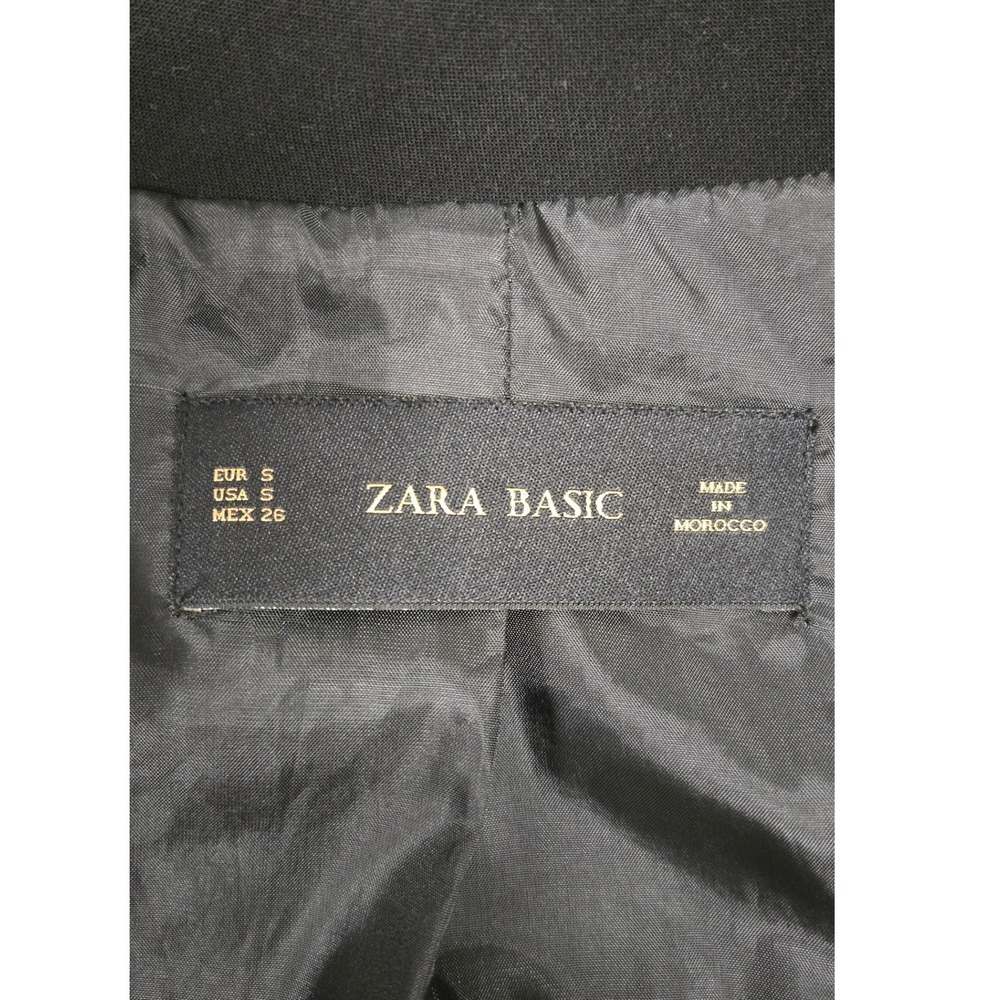 EUR S
USA S
MEX 26
ZARA BASIC
MADE
IN
MOROCCO